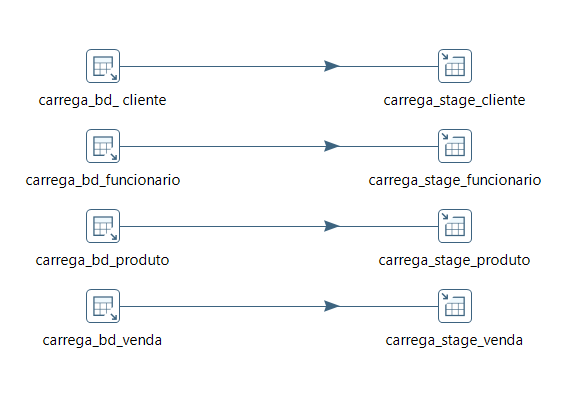 carrega_bd_ cliente
carrega_stage_cliente
carrega_bd_funcionario
carrega_stage_funcionario
carrega_bd_produto
carrega_stage_produto
carrega_bd_venda
carrega_stage_venda